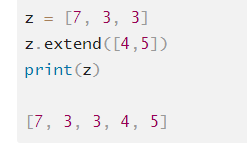 z = [7, 3, 3]
z.extend([4,5])
print(z)
[7, 3, 3, 4, 5]